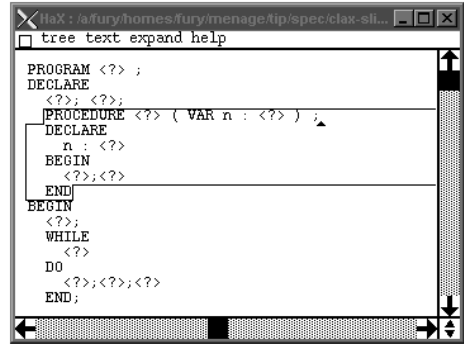 HaX : /a/fury/homes/fury/menage/tip/spec/clax-sli...
tree text expand help
PROGRAM <?> ;
DECLARE
<?>; <?>;
PROCEDURE <?> ( VAR n : <?> ) ;
DECLARE
n : <?>
BEGIN
<?>;<?>
END
BEGIN
<?>;
WHILE
<?>
DO
<?>;<?>;<?>
END;